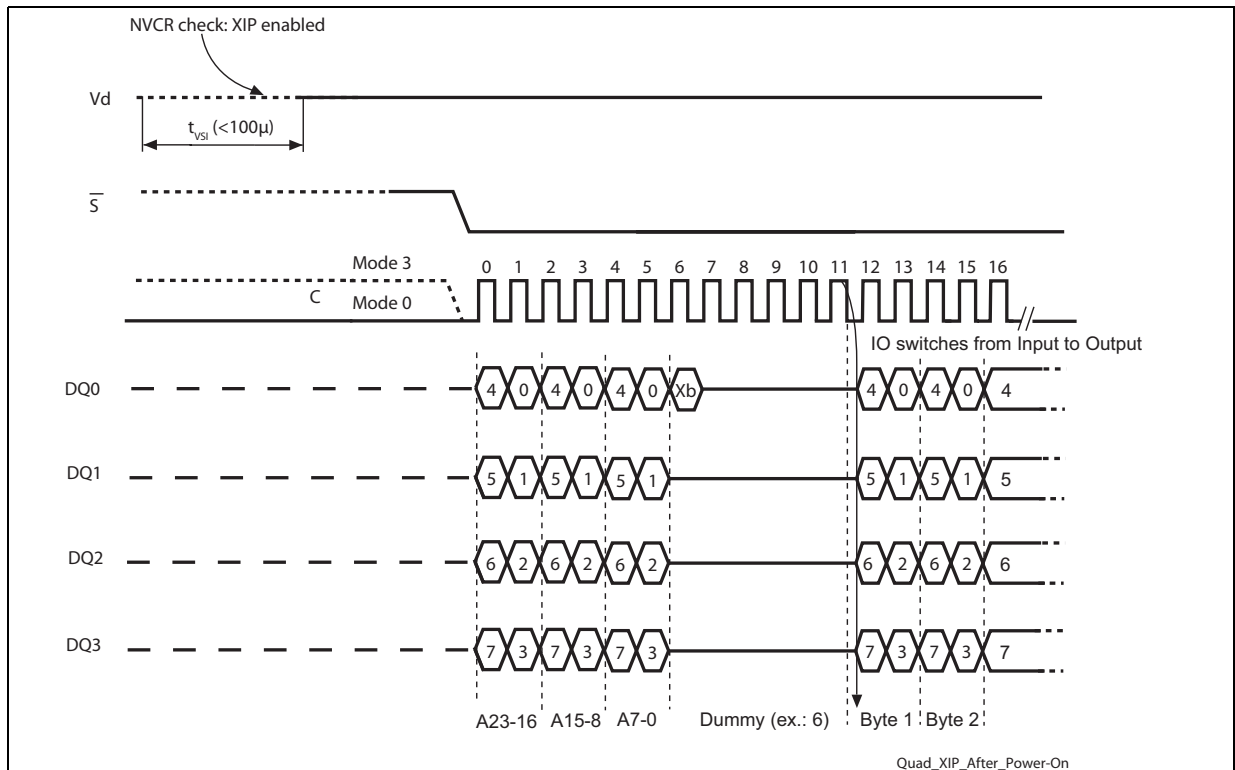 NVCR check: XIP enabled
Vd
tVSI (<100µ)
S
Mode 3
C
Mode 0
0 1 2 3 4 5 6 7 8 9 10 11 12 13 14 15 16
IO switches from Input to Output
DQ0 4 0 4 0 4 0 Xb 4 0 4 0 4
DQ1 5 1 5 1 5 1 5 1 5 1 5
DQ2 6 2 6 2 6 2 6 2 6 2 6
DQ3 7 3 7 3 7 3 7 3 7 3 7
A23-16 A15-8 A7-0 Dummy (ex.: 6) Byte 1 Byte 2
Quad_XIP_After_Power-On